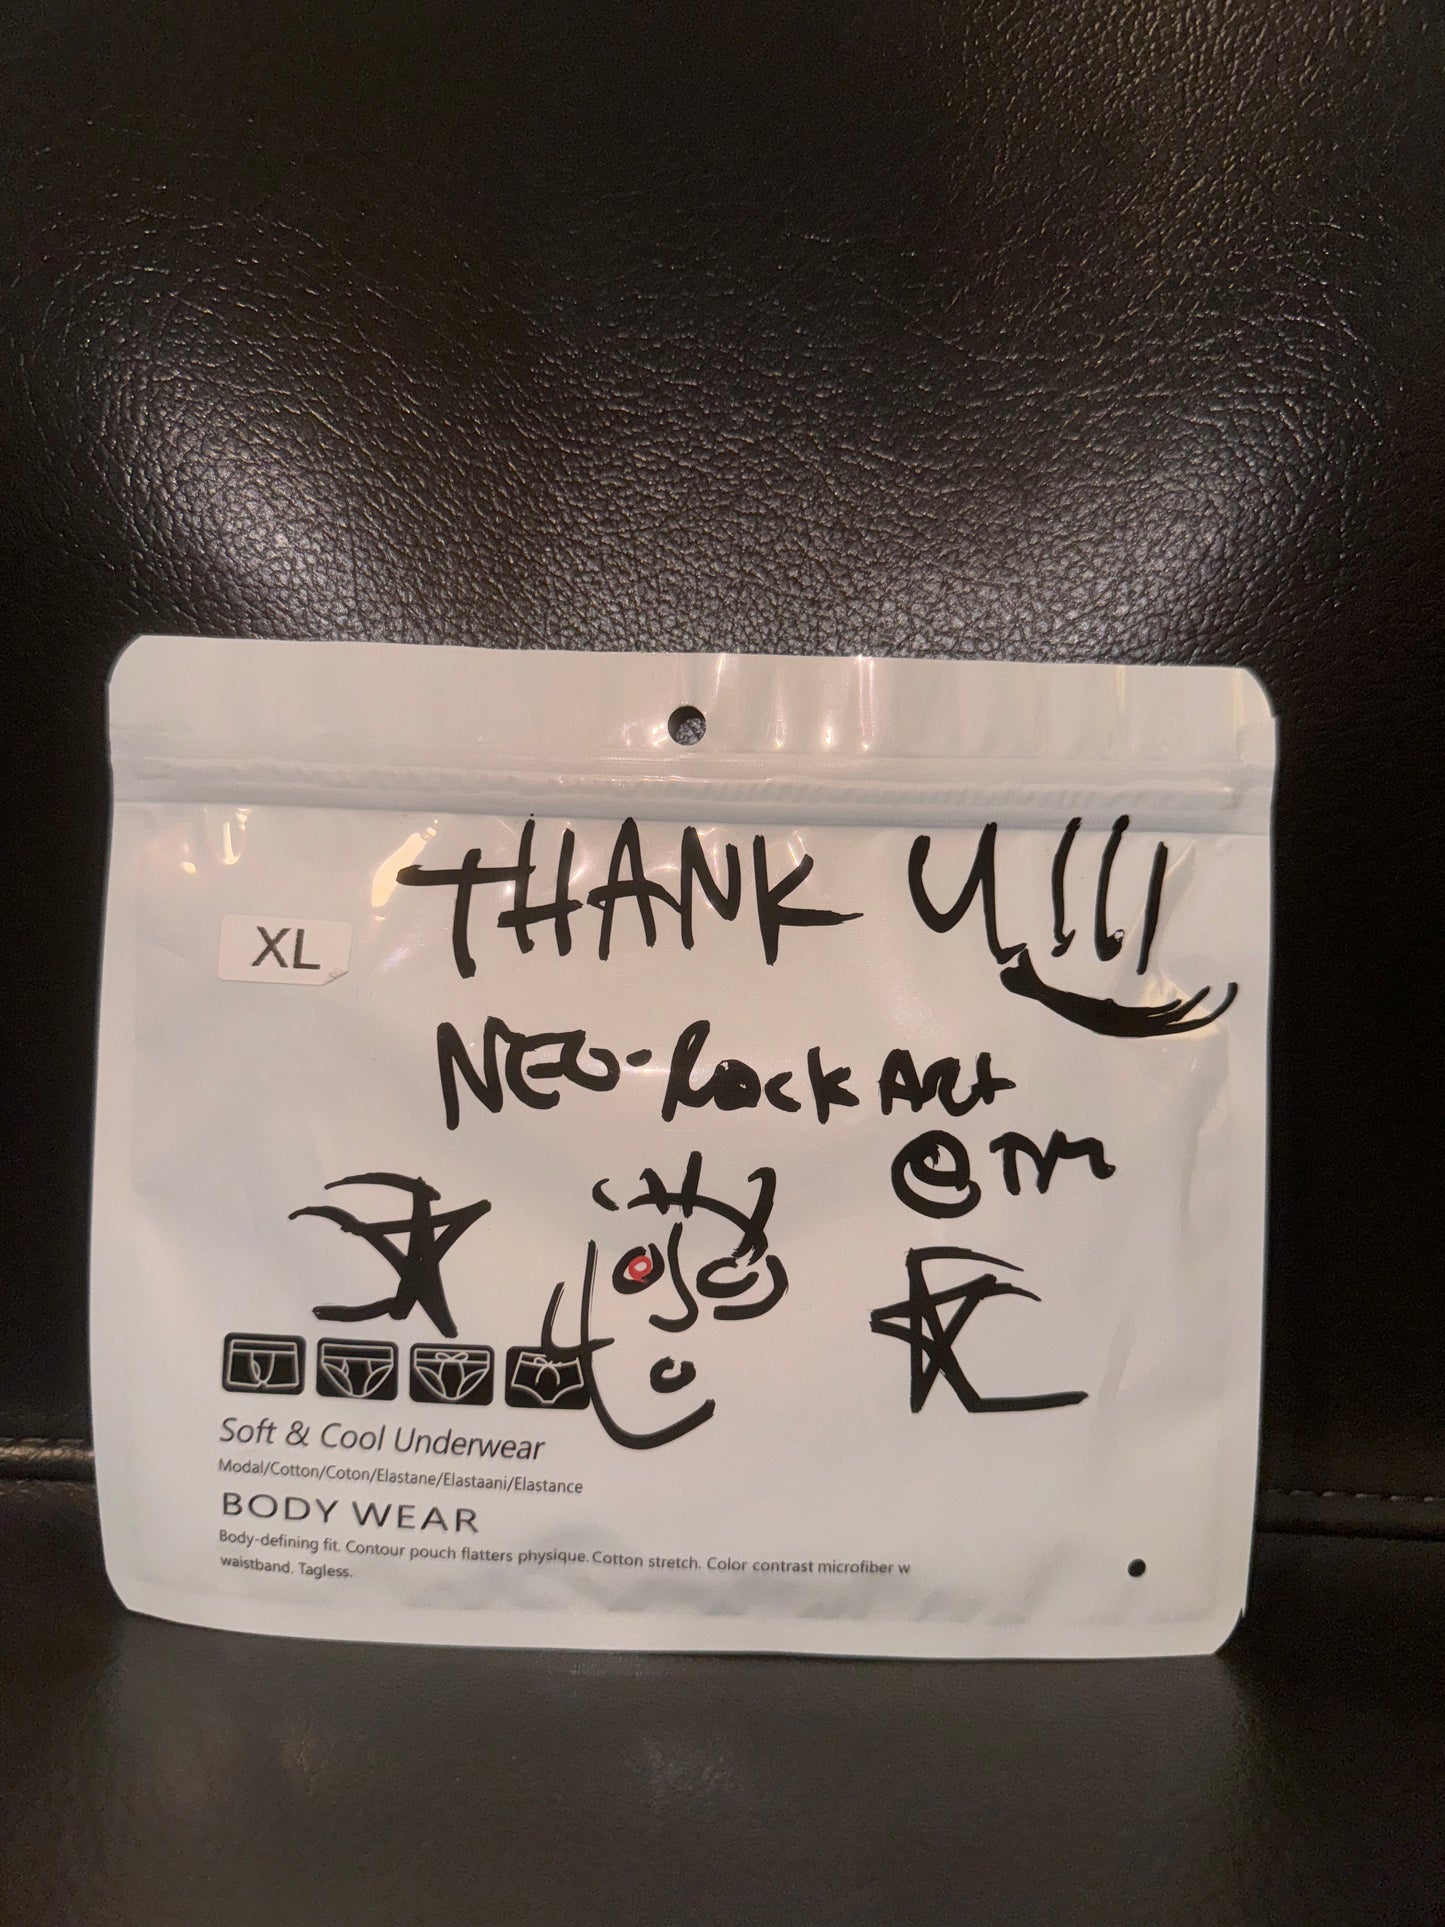 THANK U!!!
XL
NEO-Rock Art
@TM
Soft & Cool Underwear
Modal/Cotton/Coton/Elastane/Elastaani/Elastance
BODY WEAR
Body-defining fit. Contour pouch flatters physique. Cotton stretch. Color contrast microfiber w
waistband. Tagless.